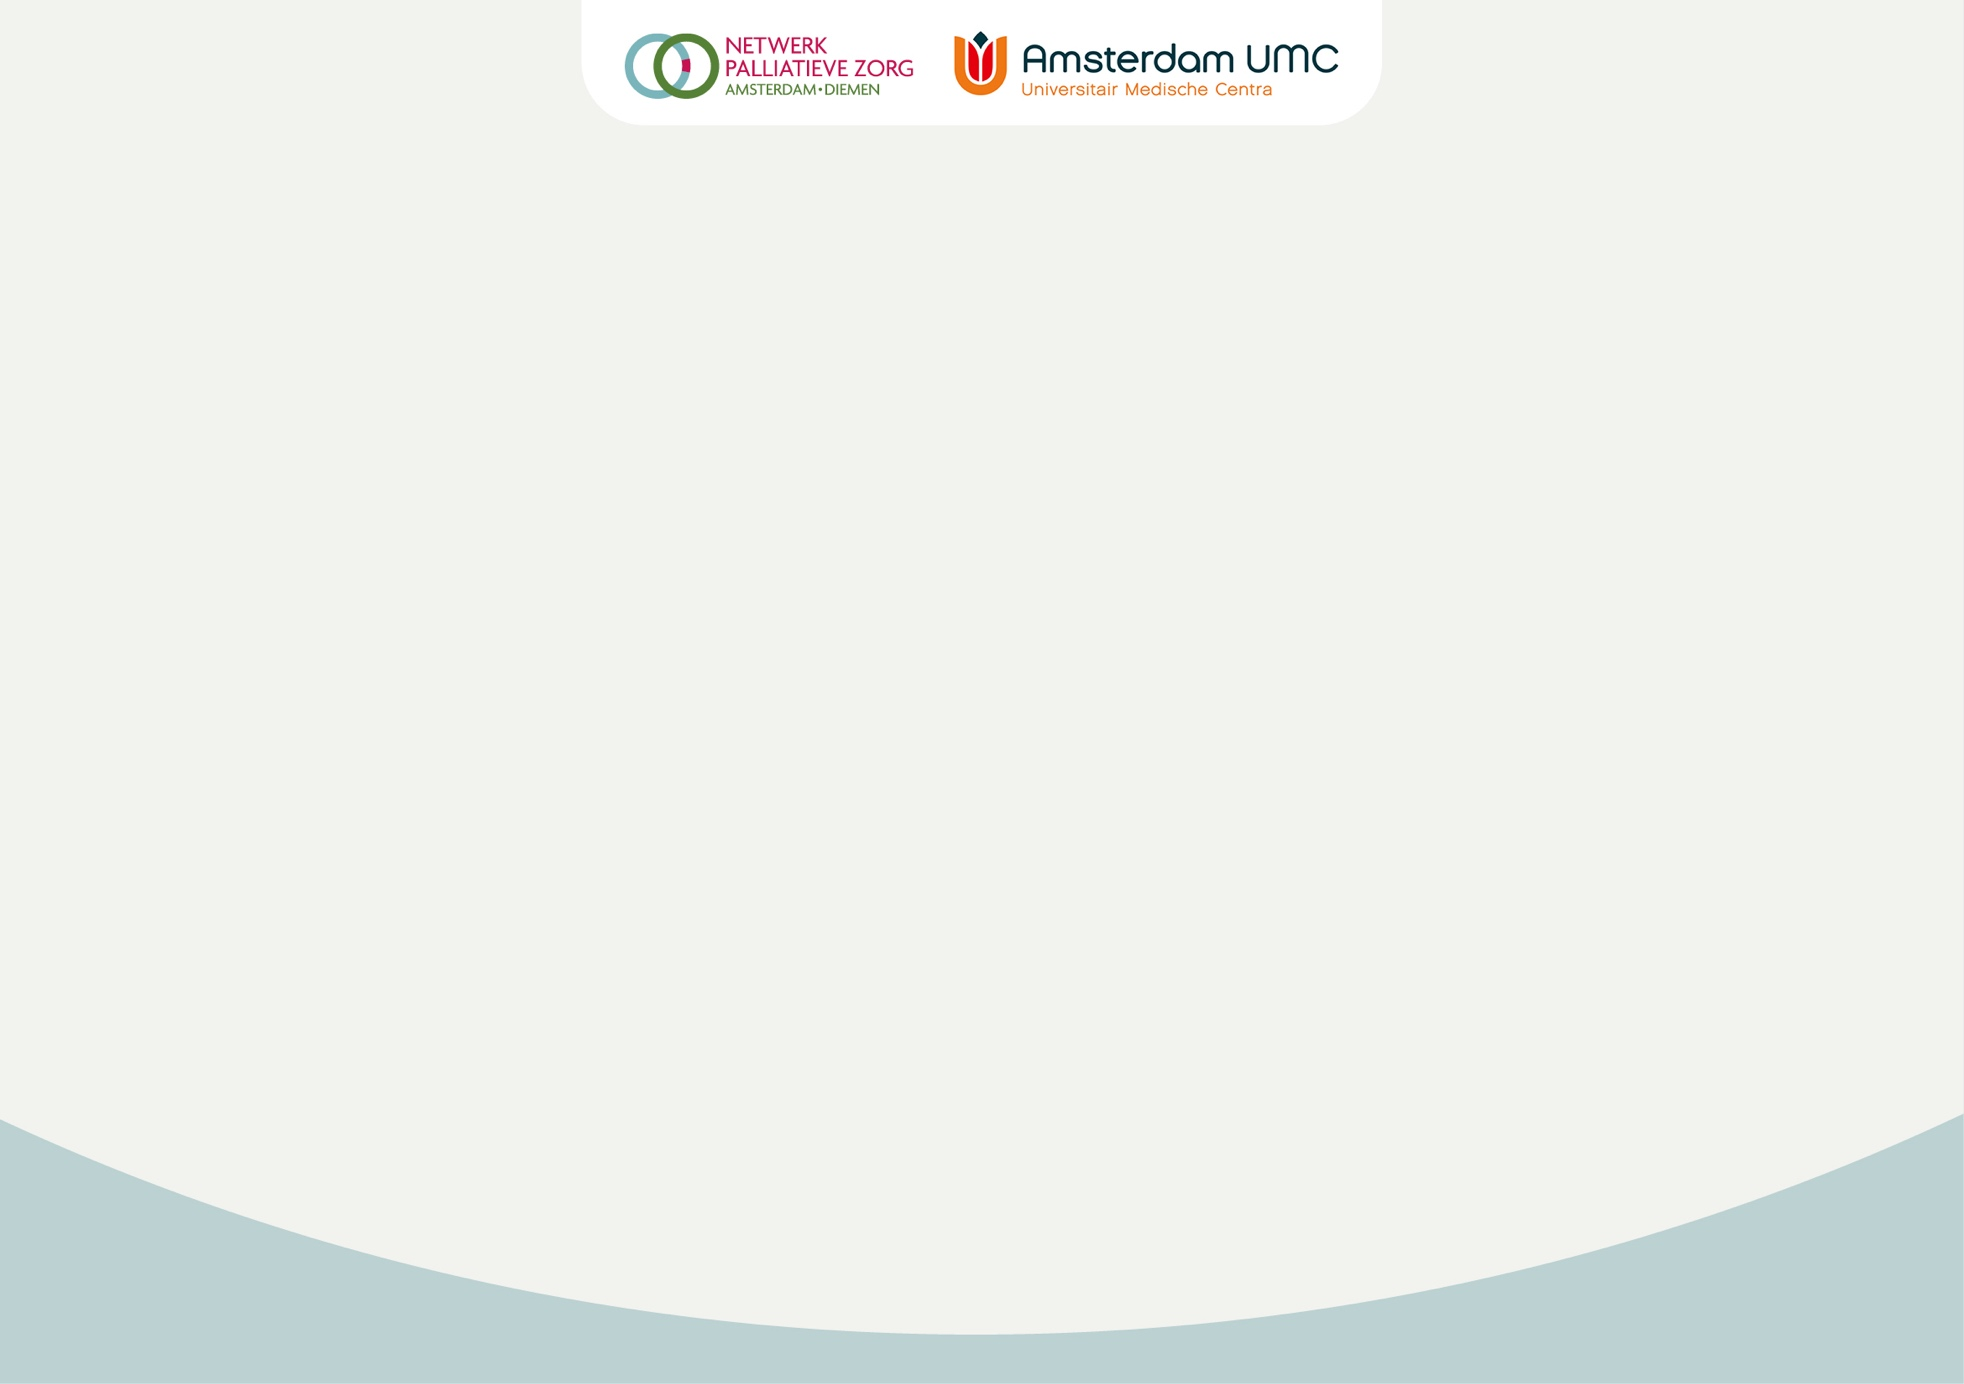 NETWERK
PALLIATIEVE ZORG
AMSTERDAM•DIEMEN
Amsterdam UMC
Universitair Medische Centra